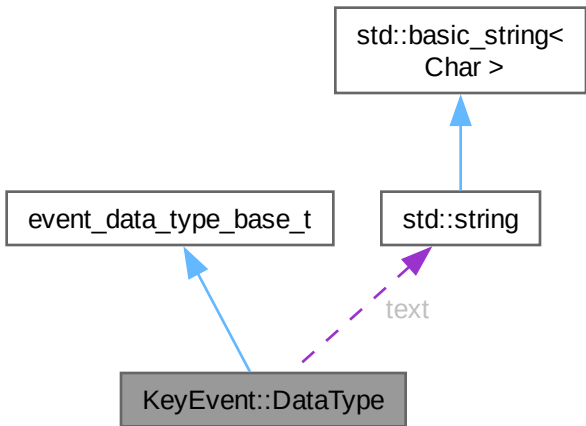 std::basic_string<
Char >
event_data_type_base_t
std::string
text
KeyEvent::DataType